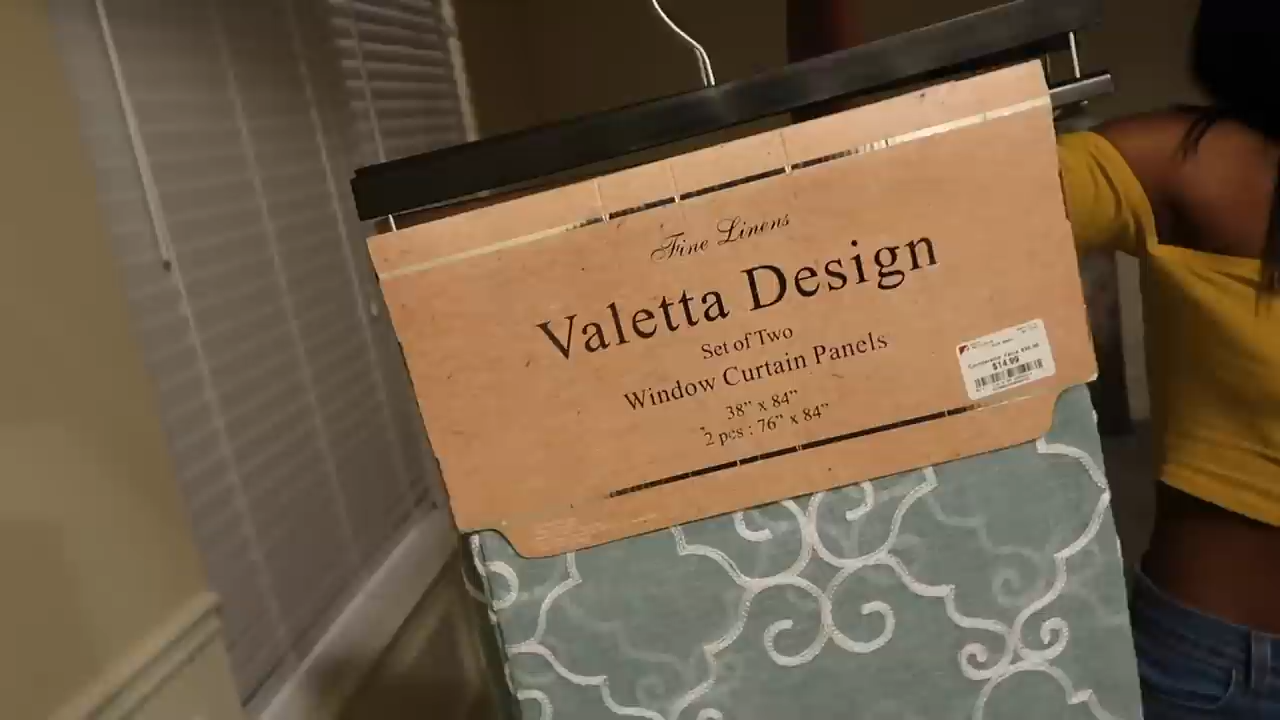 Fine Linens
Valetta Design
Set of Two
Window Curtain Panels
38” x 84”
2 pcs : 76” x 84”
$14.99